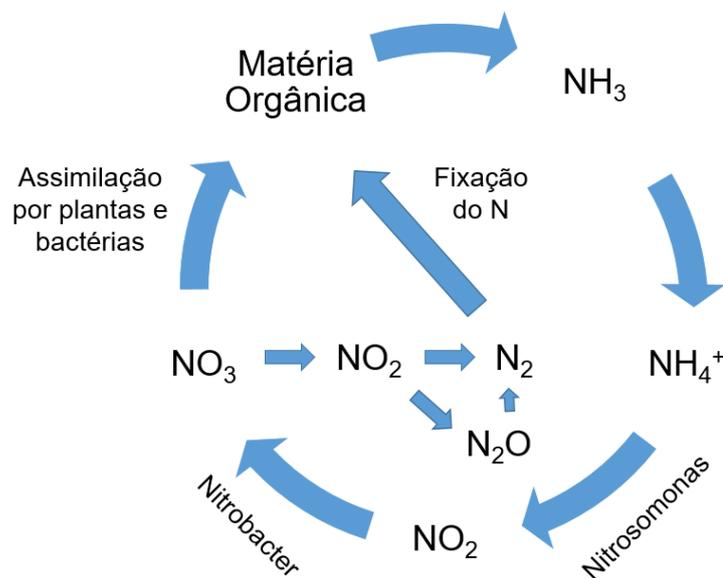 Matéria
Orgânica
NH₃
Assimilação
por plantas e
bactérias
Fixação
do N
NO₃
NO₂
N₂
NH₄⁺
N₂O
Nitrobacter
NO₂
Nitrosomonas